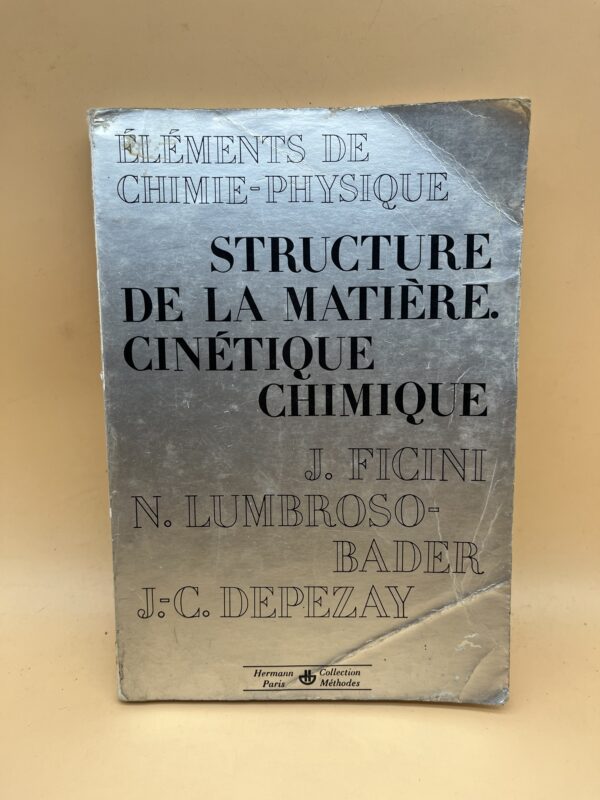 ÉLÉMENTS DE
CHIMIE-PHYSIQUE
STRUCTURE
DE LA MATIÈRE.
CINÉTIQUE
CHIMIQUE
J. FICINI
N. LUMBROSO-
BADER
J.-C. DEPEZAY
Hermann Collection
Paris Méthodes